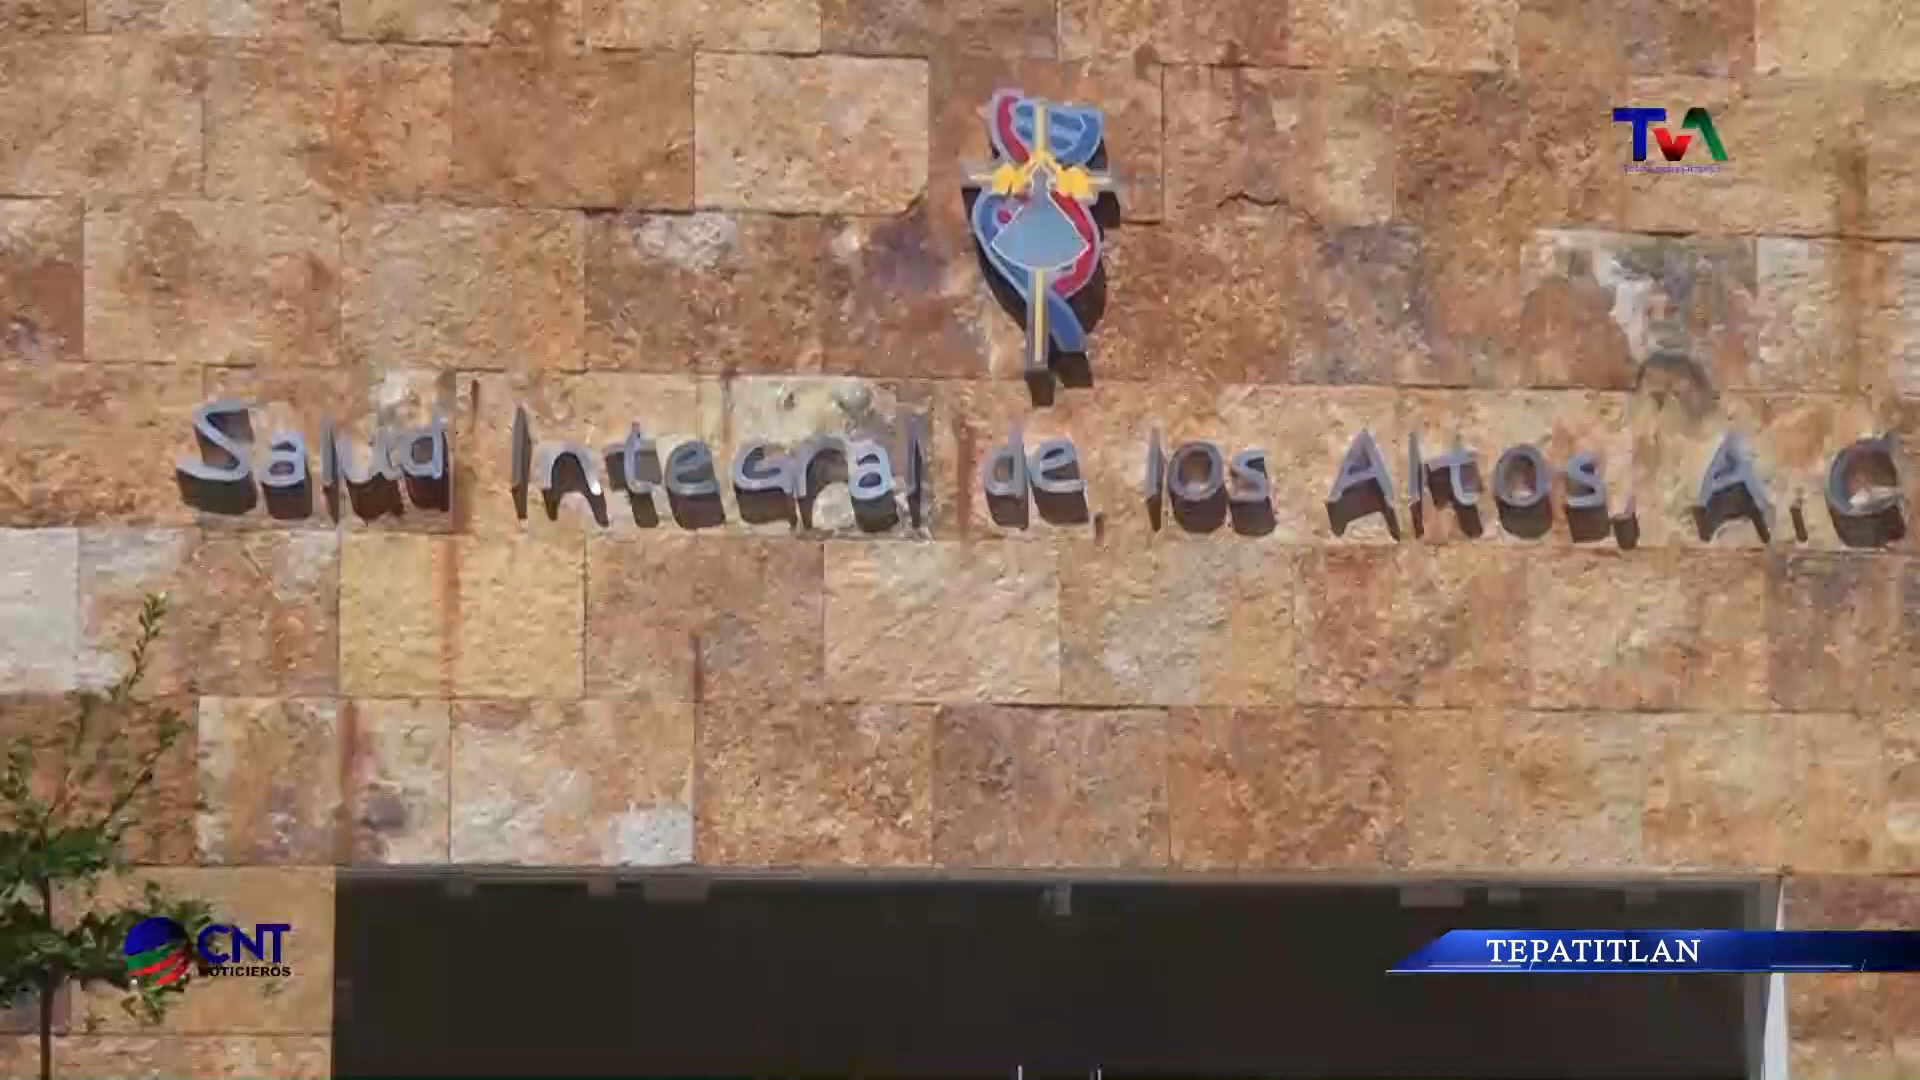 TVA
Salud Integral de los Altos, A.C
CNT
NOTICIEROS
TEPATITLAN